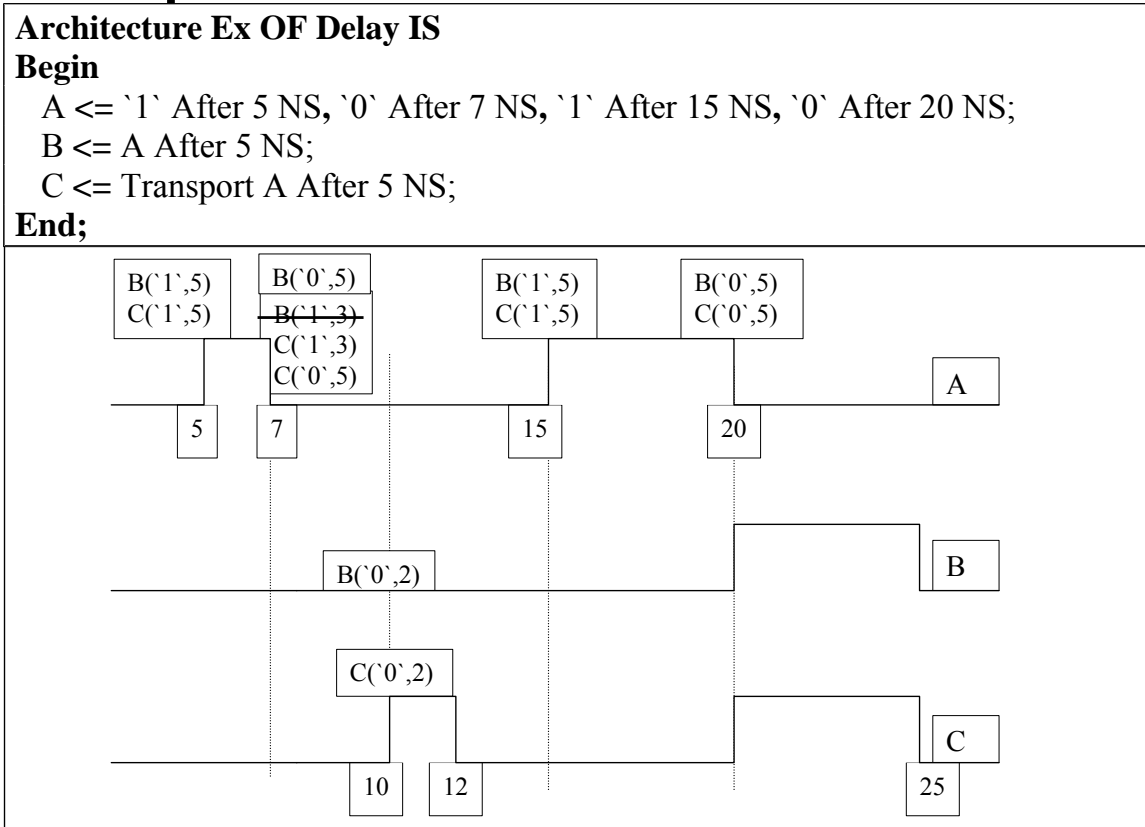 Architecture Ex OF Delay IS
Begin
A <= `1` After 5 NS, `0` After 7 NS, `1` After 15 NS, `0` After 20 NS;
B <= A After 5 NS;
C <= Transport A After 5 NS;
End;
B(`1`,5)
C(`1`,5)
B(`0`,5)
B(`1`,3)
C(`1`,3)
C(`0`,5)
B(`1`,5)
C(`1`,5)
B(`0`,5)
C(`0`,5)
A
5
7
15
20
B(`0`,2)
B
C(`0`,2)
C
10
12
25